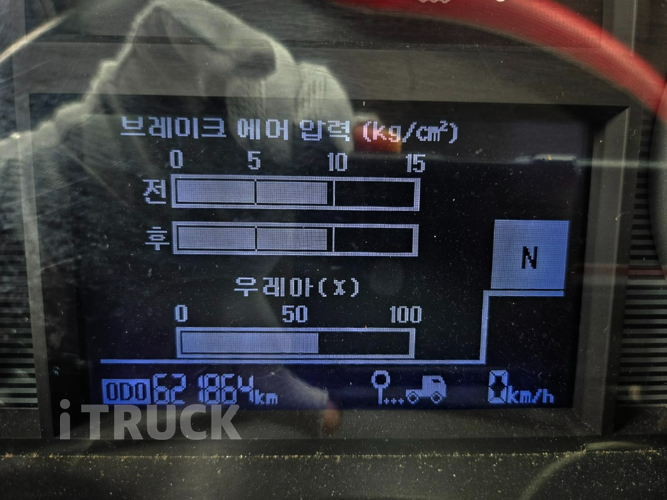 브레이크 에어 압력 (kg/cm²)
0 5 10 15
전
후
N
우레아(%)
0 50 100
ODO 621864km
0km/h
iTRUCK